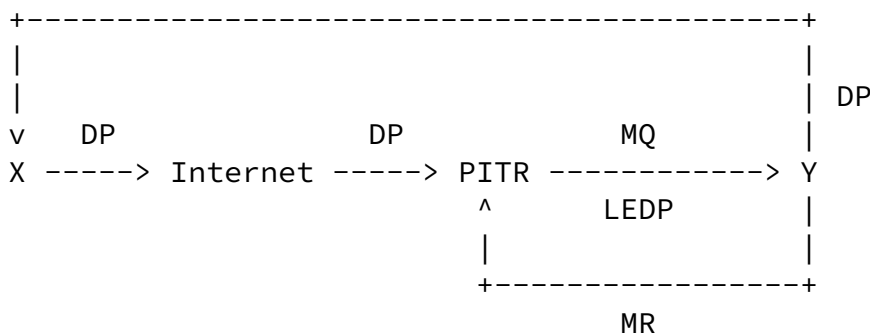 DP
v DP DP MQ
X -----> Internet -----> PITR ------------> Y
^ LEDP
MR